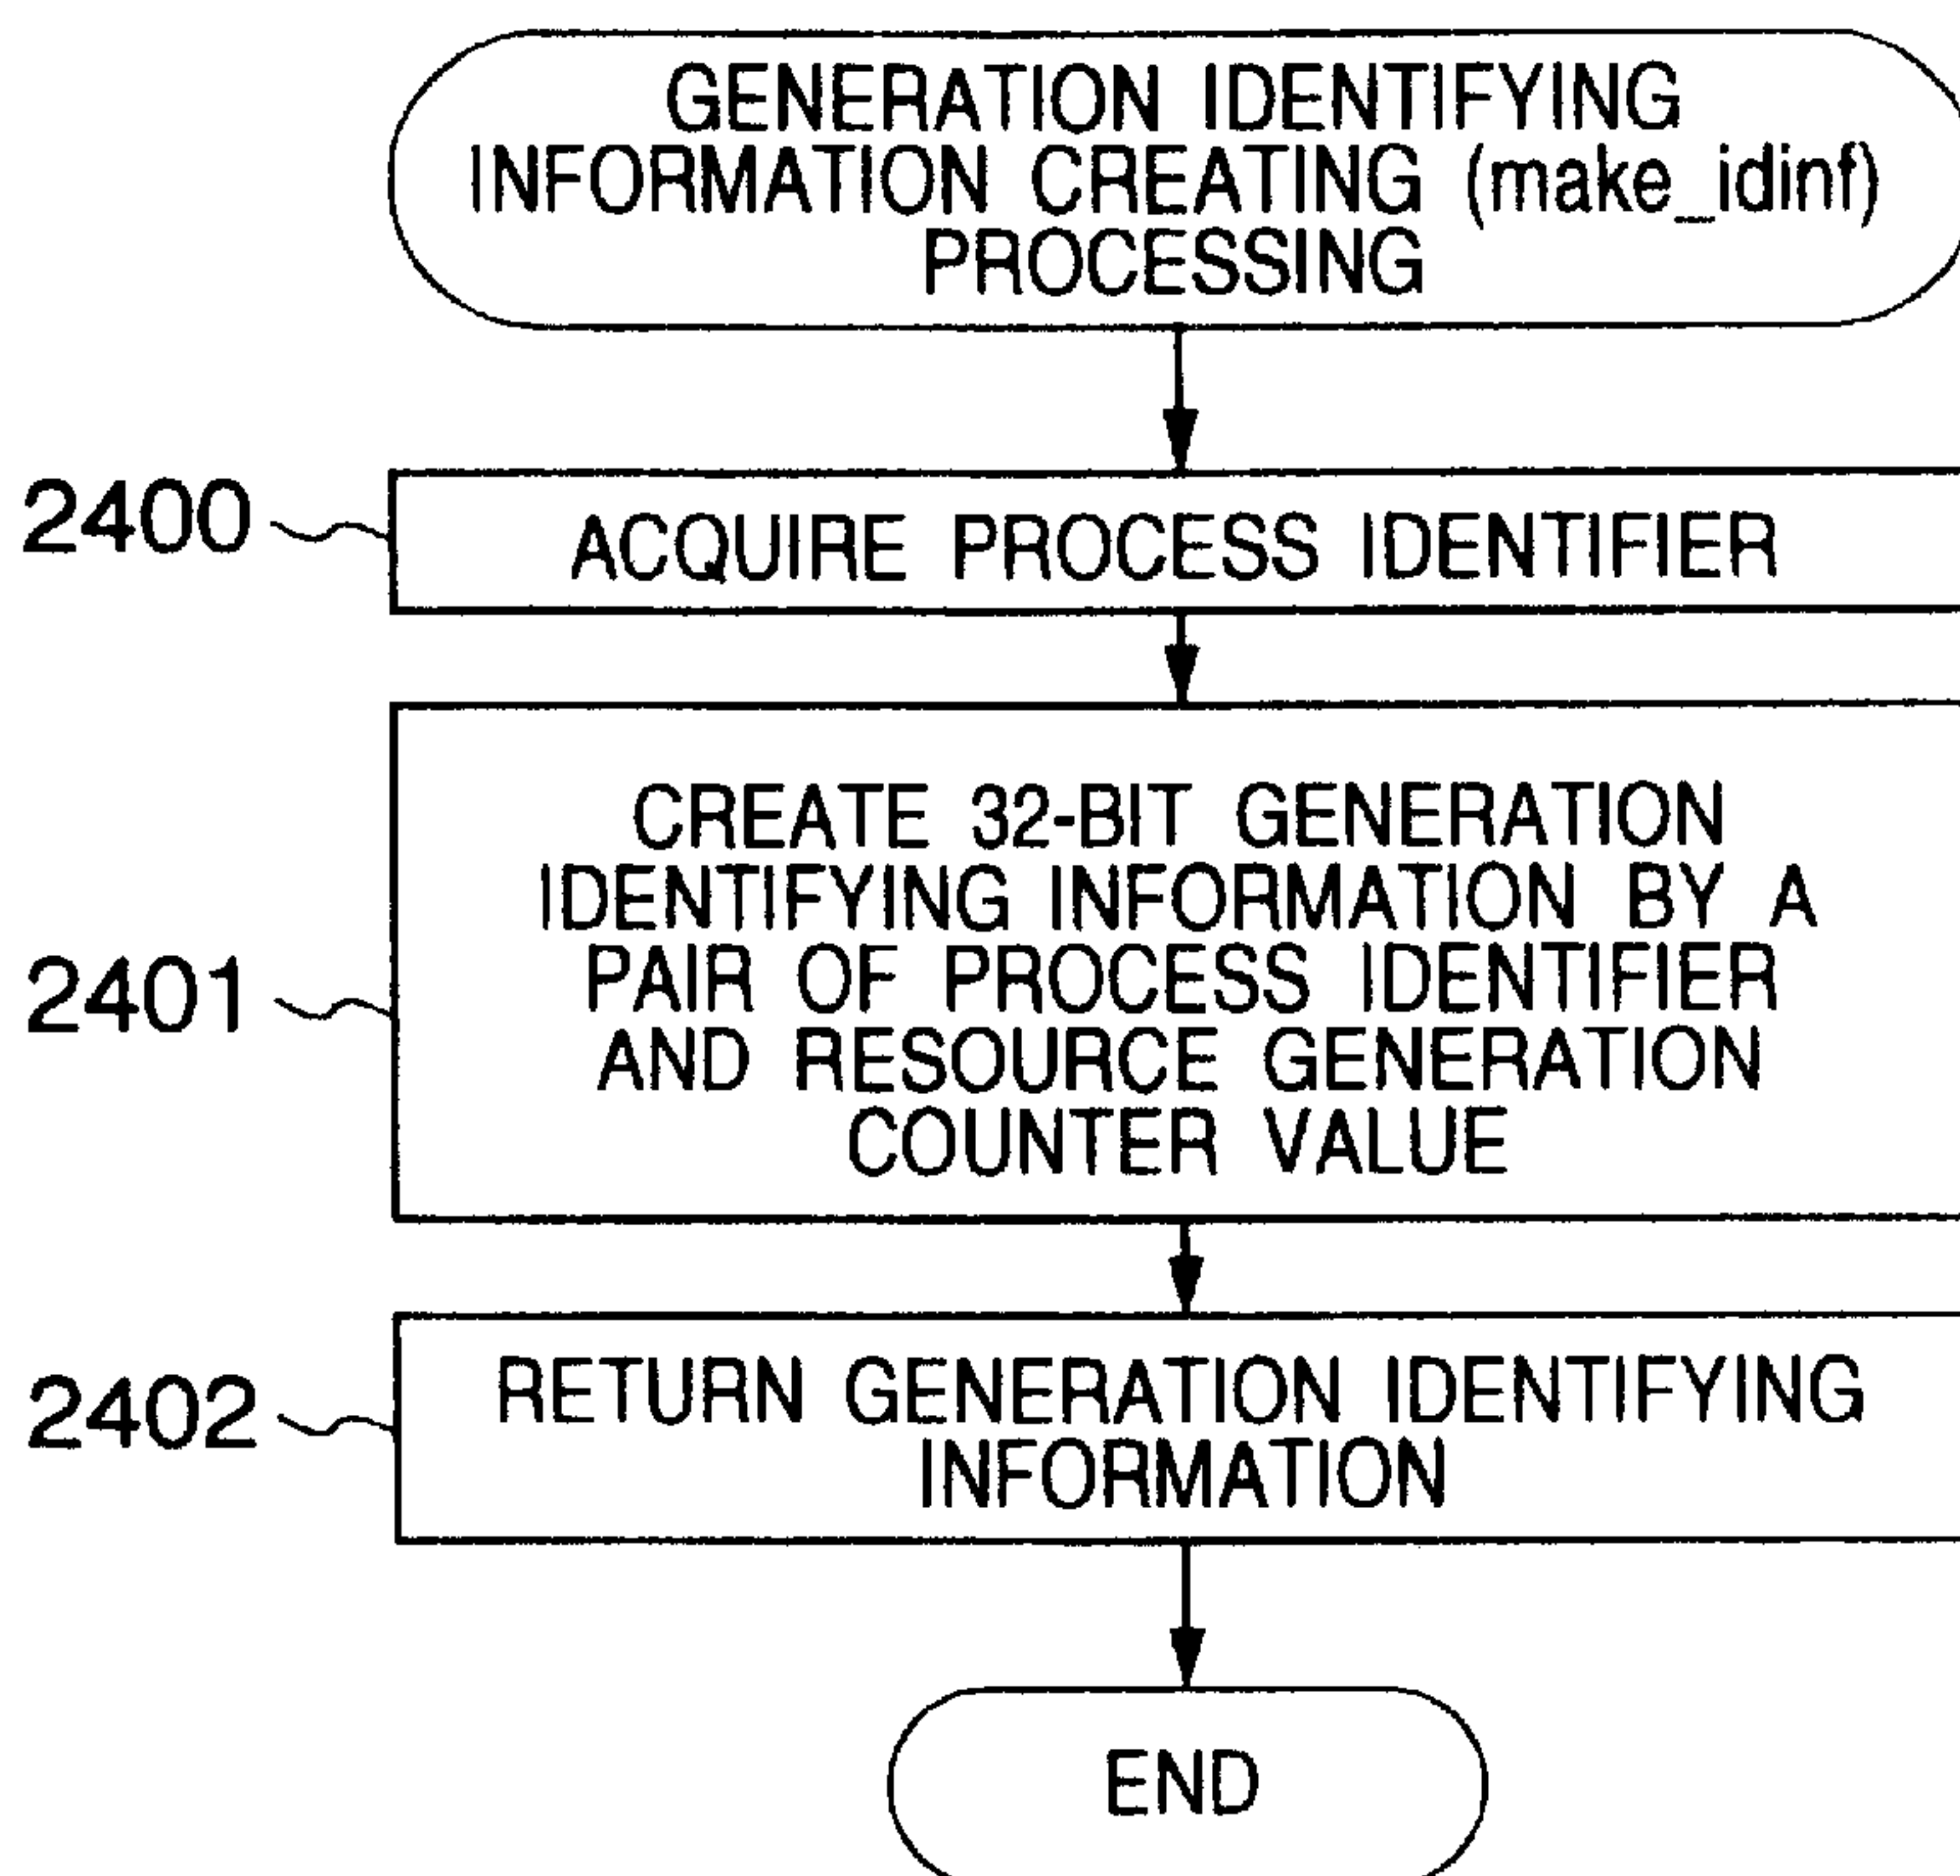 GENERATION IDENTIFYING
INFORMATION CREATING (make_idinf)
PROCESSING
2400
ACQUIRE PROCESS IDENTIFIER
CREATE 32-BIT GENERATION
IDENTIFYING INFORMATION BY A
2401
PAIR OF PROCESS IDENTIFIER
AND RESOURCE GENERATION
COUNTER VALUE
2402
RETURN GENERATION IDENTIFYING
INFORMATION
END